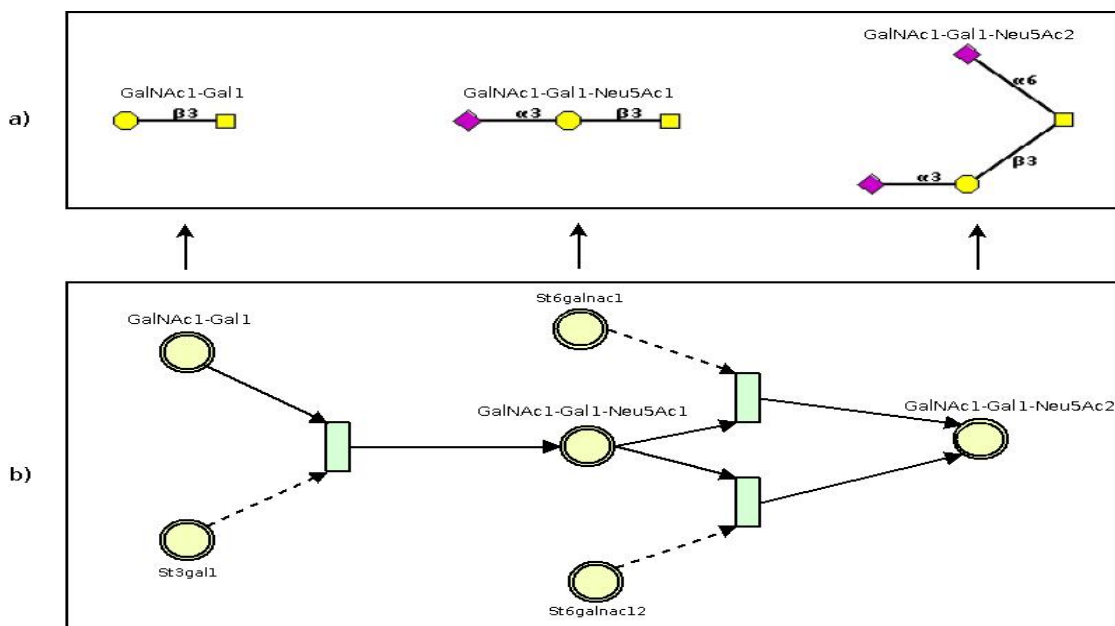 GalNAc1-Gal1-Neu5Ac2
GalNAc1-Gal1
GalNAc1-Gal1-Neu5Ac1
α6
a)
β3
α3
β3
β3
α3
St6galnac1
GalNAc1-Gal1
GalNAc1-Gal1-Neu5Ac1
GalNAc1-Gal1-Neu5Ac2
b)
St3gal1
St6galnac12